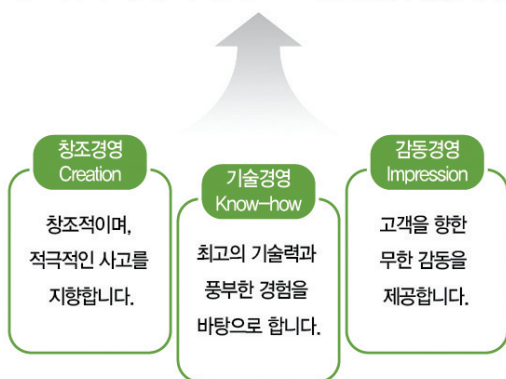 창조경영
Creation
창조적이며,
적극적인 사고를
지향합니다.
기술경영
Know-how
최고의 기술력과
풍부한 경험을
바탕으로 합니다.
감동경영
Impression
고객을 향한
무한 감동을
제공합니다.